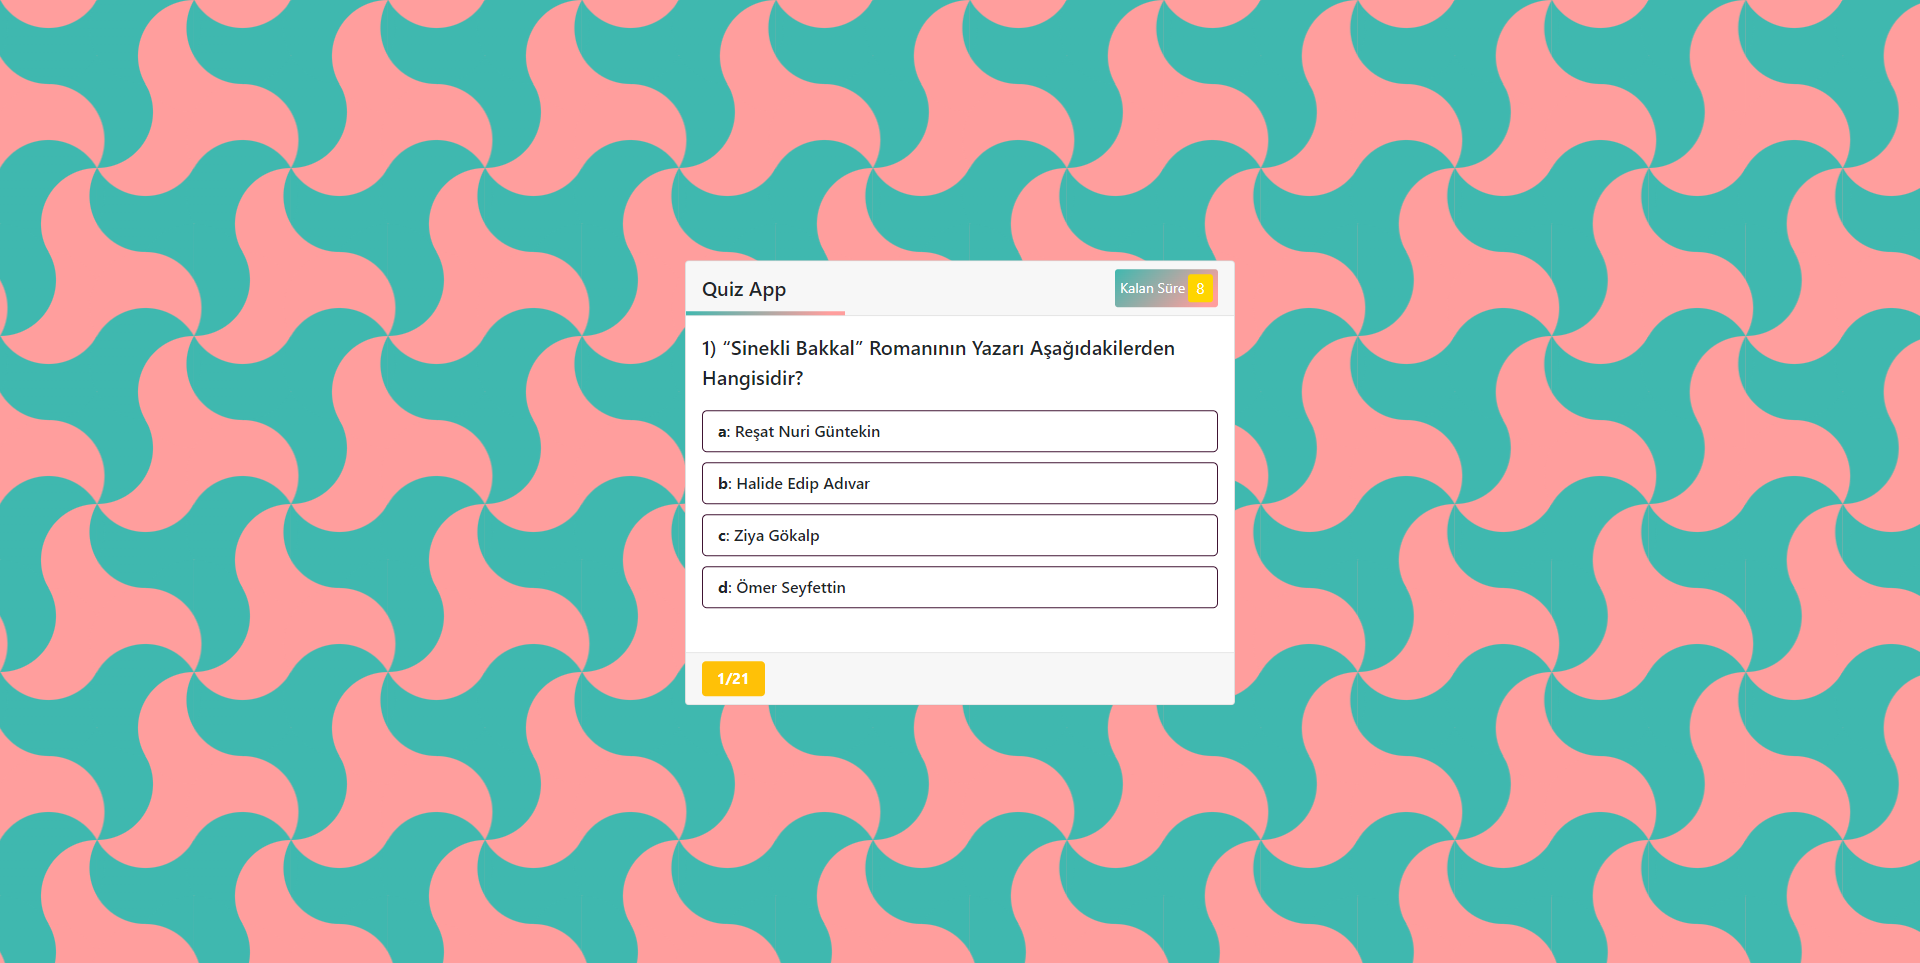 Quiz App
Kalan Süre 8
1) “Sinekli Bakkal” Romanının Yazarı Aşağıdakilerden
Hangisidir?
a: Reşat Nuri Güntekin
b: Halide Edip Adıvar
c: Ziya Gökalp
d: Ömer Seyfettin
1/21